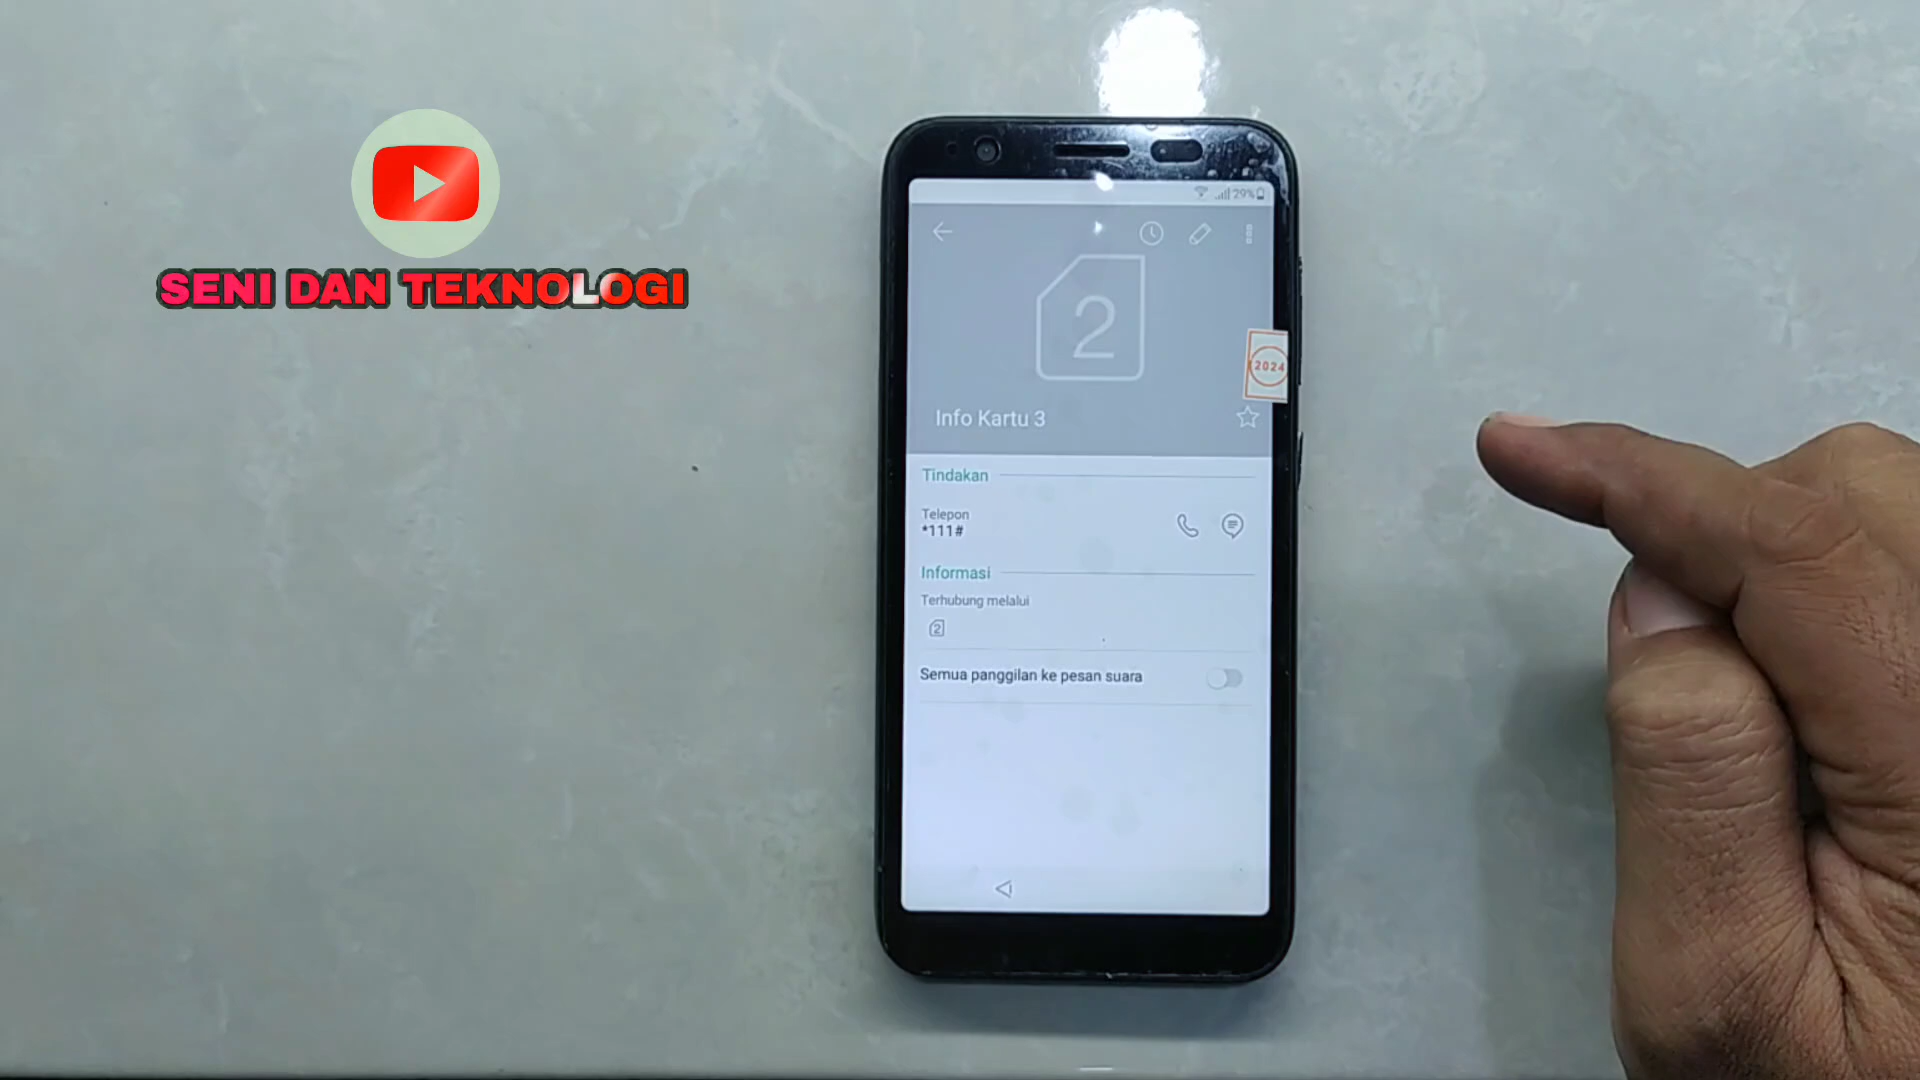 SENI DAN TEKNOLOGI
29%
2
Info Kartu 3
2024
Tindakan
Telepon
*111#
Informasi
Terhubung melalui
2
Semua panggilan ke pesan suara